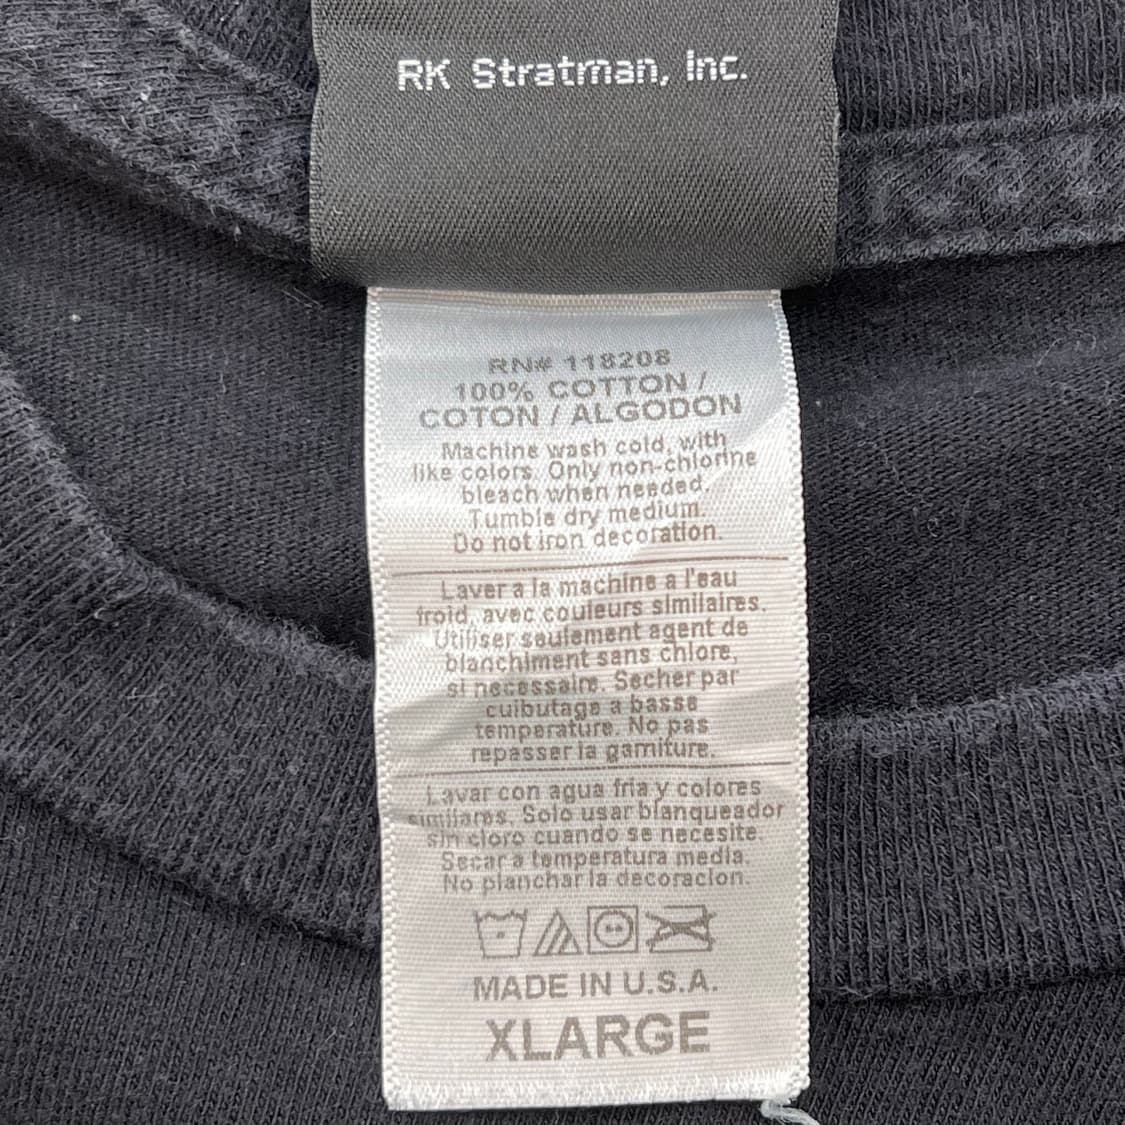 RK Stratman, Inc.
RN# 118208
100% COTTON /
COTON / ALGODON
Machine wash cold, with
like colors. Only non-chlorine
bleach when needed.
Tumble dry medium.
Do not iron decoration.
Laver a la machine a l'eau
froid, avec couleurs similaires.
Utiliser seulement agent de
blanchiment sans chlore,
si necessaire. Secher par
cuibutage a basse
temperature. No pas
repasser la garniture.
Lavar con agua fria y colores
similares. Solo usar blanqueador
sin cloro cuando se necesite.
Secar a temperatura media.
No planchar la decoracion.
MADE IN U.S.A.
XLARGE